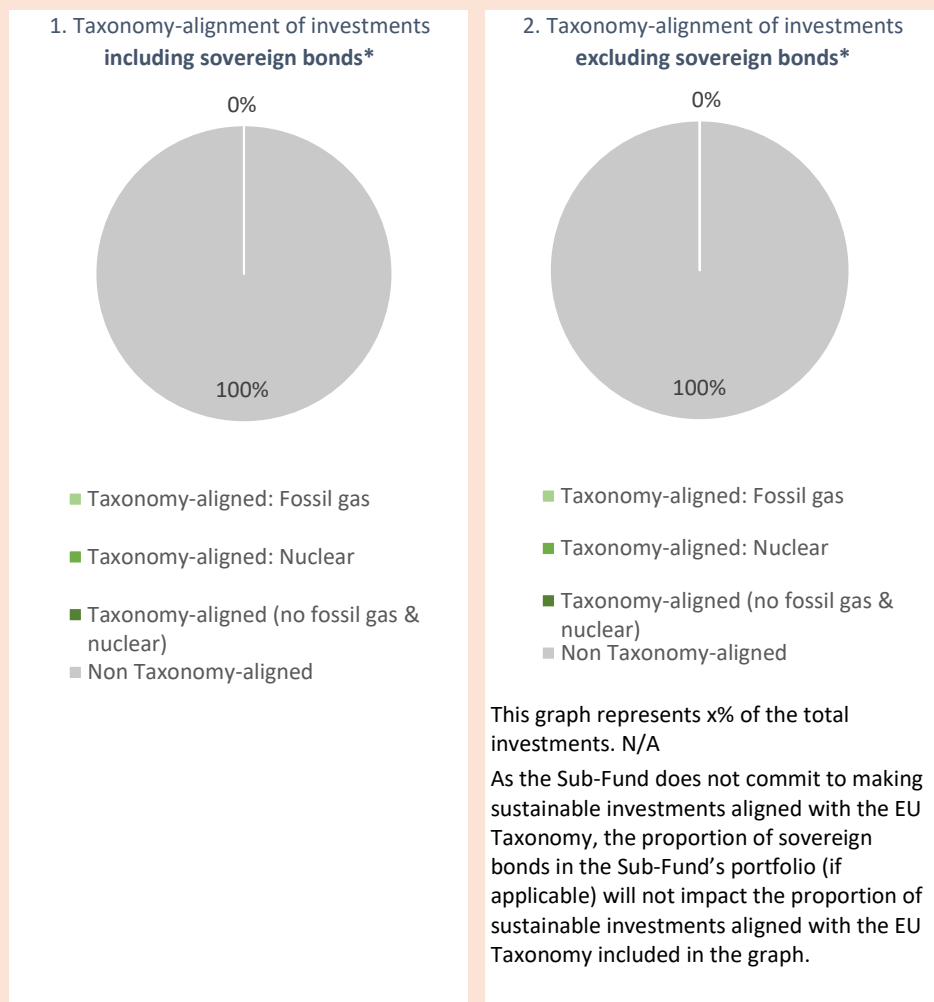 1. Taxonomy-alignment of investments
including sovereign bonds*
0%
100%
Taxonomy-aligned: Fossil gas
Taxonomy-aligned: Nuclear
Taxonomy-aligned (no fossil gas &
nuclear)
Non Taxonomy-aligned
2. Taxonomy-alignment of investments
excluding sovereign bonds*
0%
100%
Taxonomy-aligned: Fossil gas
Taxonomy-aligned: Nuclear
Taxonomy-aligned (no fossil gas &
nuclear)
Non Taxonomy-aligned
This graph represents x% of the total
investments. N/A
As the Sub-Fund does not commit to making
sustainable investments aligned with the EU
Taxonomy, the proportion of sovereign
bonds in the Sub-Fund’s portfolio (if
applicable) will not impact the proportion of
sustainable investments aligned with the EU
Taxonomy included in the graph.